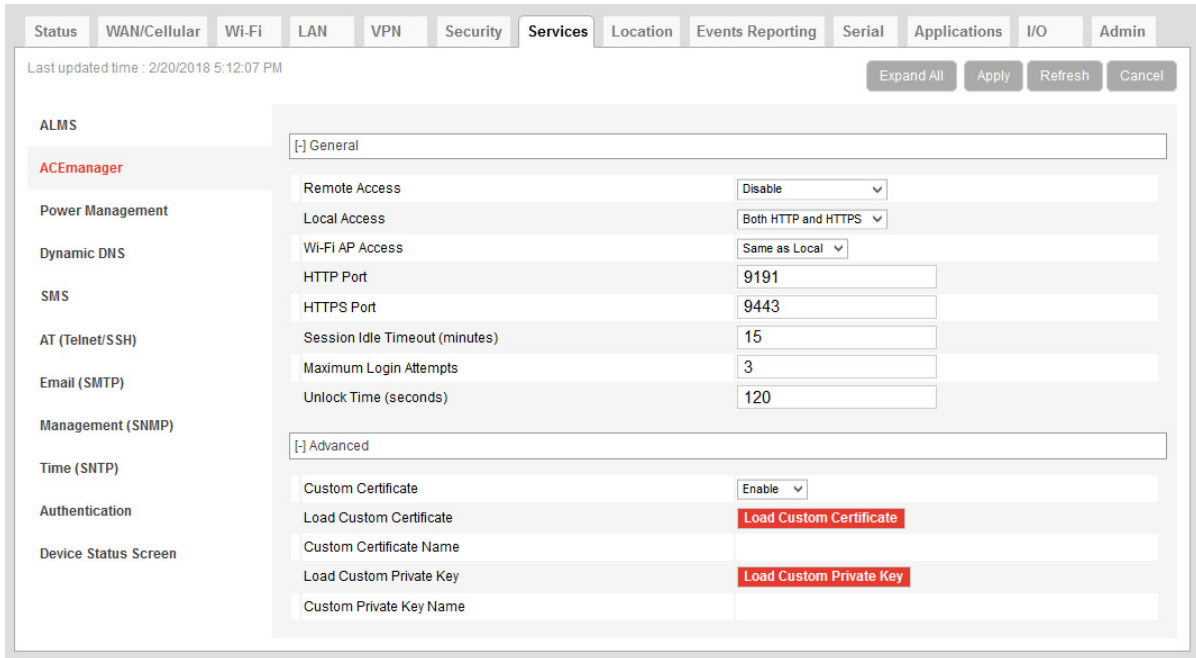 Status WAN/Cellular Wi-Fi LAN VPN Security Services Location Events Reporting Serial Applications I/O Admin
Last updated time : 2/20/2018 5:12:07 PM
Expand All Apply Refresh Cancel
ALMS
ACEmanager
Power Management
Dynamic DNS
SMS
AT (Telnet/SSH)
Email (SMTP)
Management (SNMP)
Time (SNTP)
Authentication
Device Status Screen
[-] General
Remote Access Disable
Local Access Both HTTP and HTTPS
Wi-Fi AP Access Same as Local
HTTP Port 9191
HTTPS Port 9443
Session Idle Timeout (minutes) 15
Maximum Login Attempts 3
Unlock Time (seconds) 120
[-] Advanced
Custom Certificate Enable
Load Custom Certificate Load Custom Certificate
Custom Certificate Name
Load Custom Private Key Load Custom Private Key
Custom Private Key Name